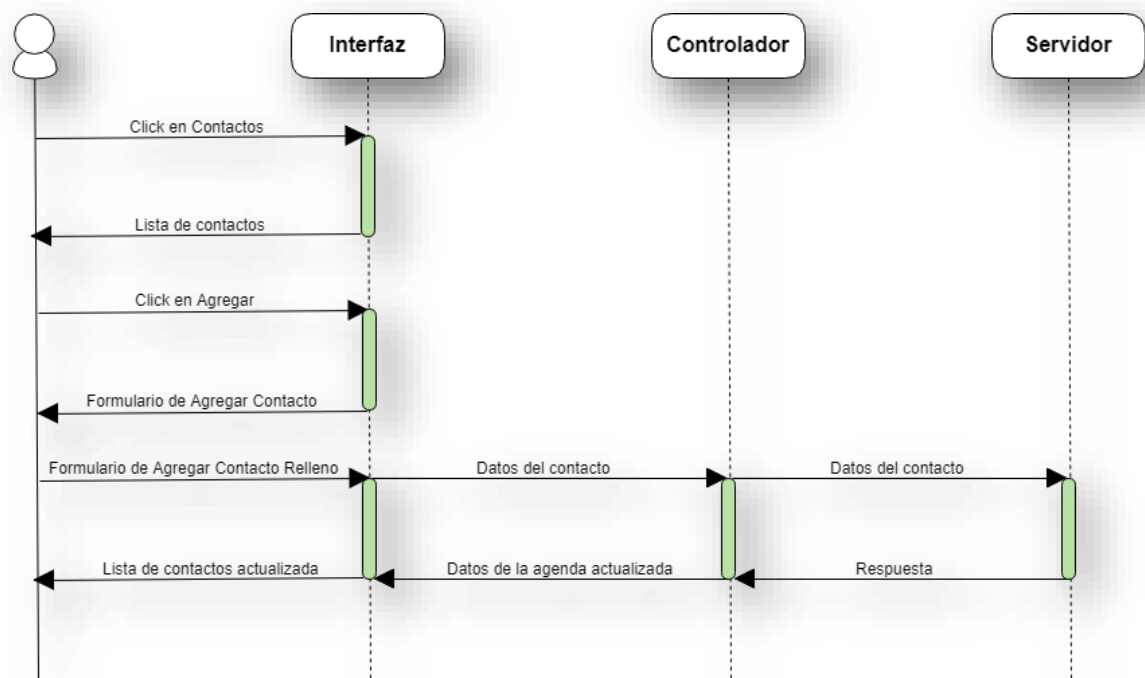 Interfaz
Controlador
Servidor
Click en Contactos
Lista de contactos
Click en Agregar
Formulario de Agregar Contacto
Formulario de Agregar Contacto Relleno
Datos del contacto
Datos del contacto
Lista de contactos actualizada
Datos de la agenda actualizada
Respuesta